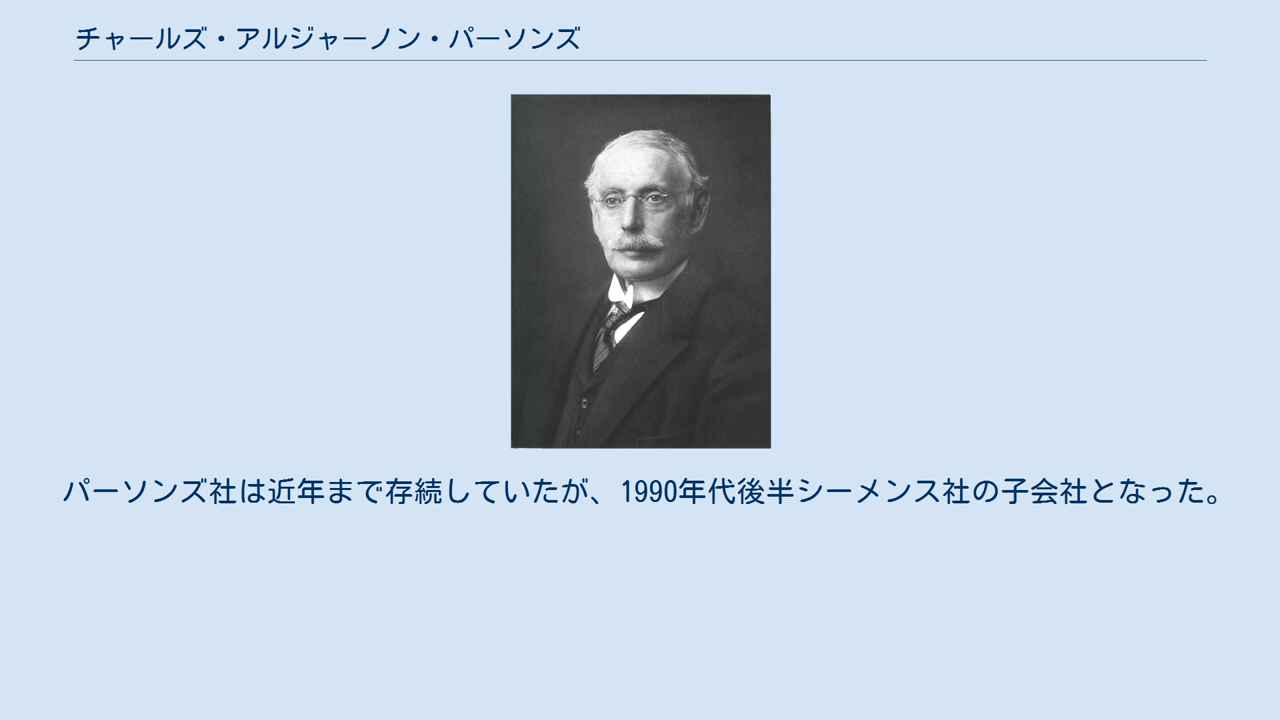 チャールズ・アルジャーノン・パーソンズ
パーソンズ社は近年まで存続していたが、1990年代後半シーメンス社の子会社となった。